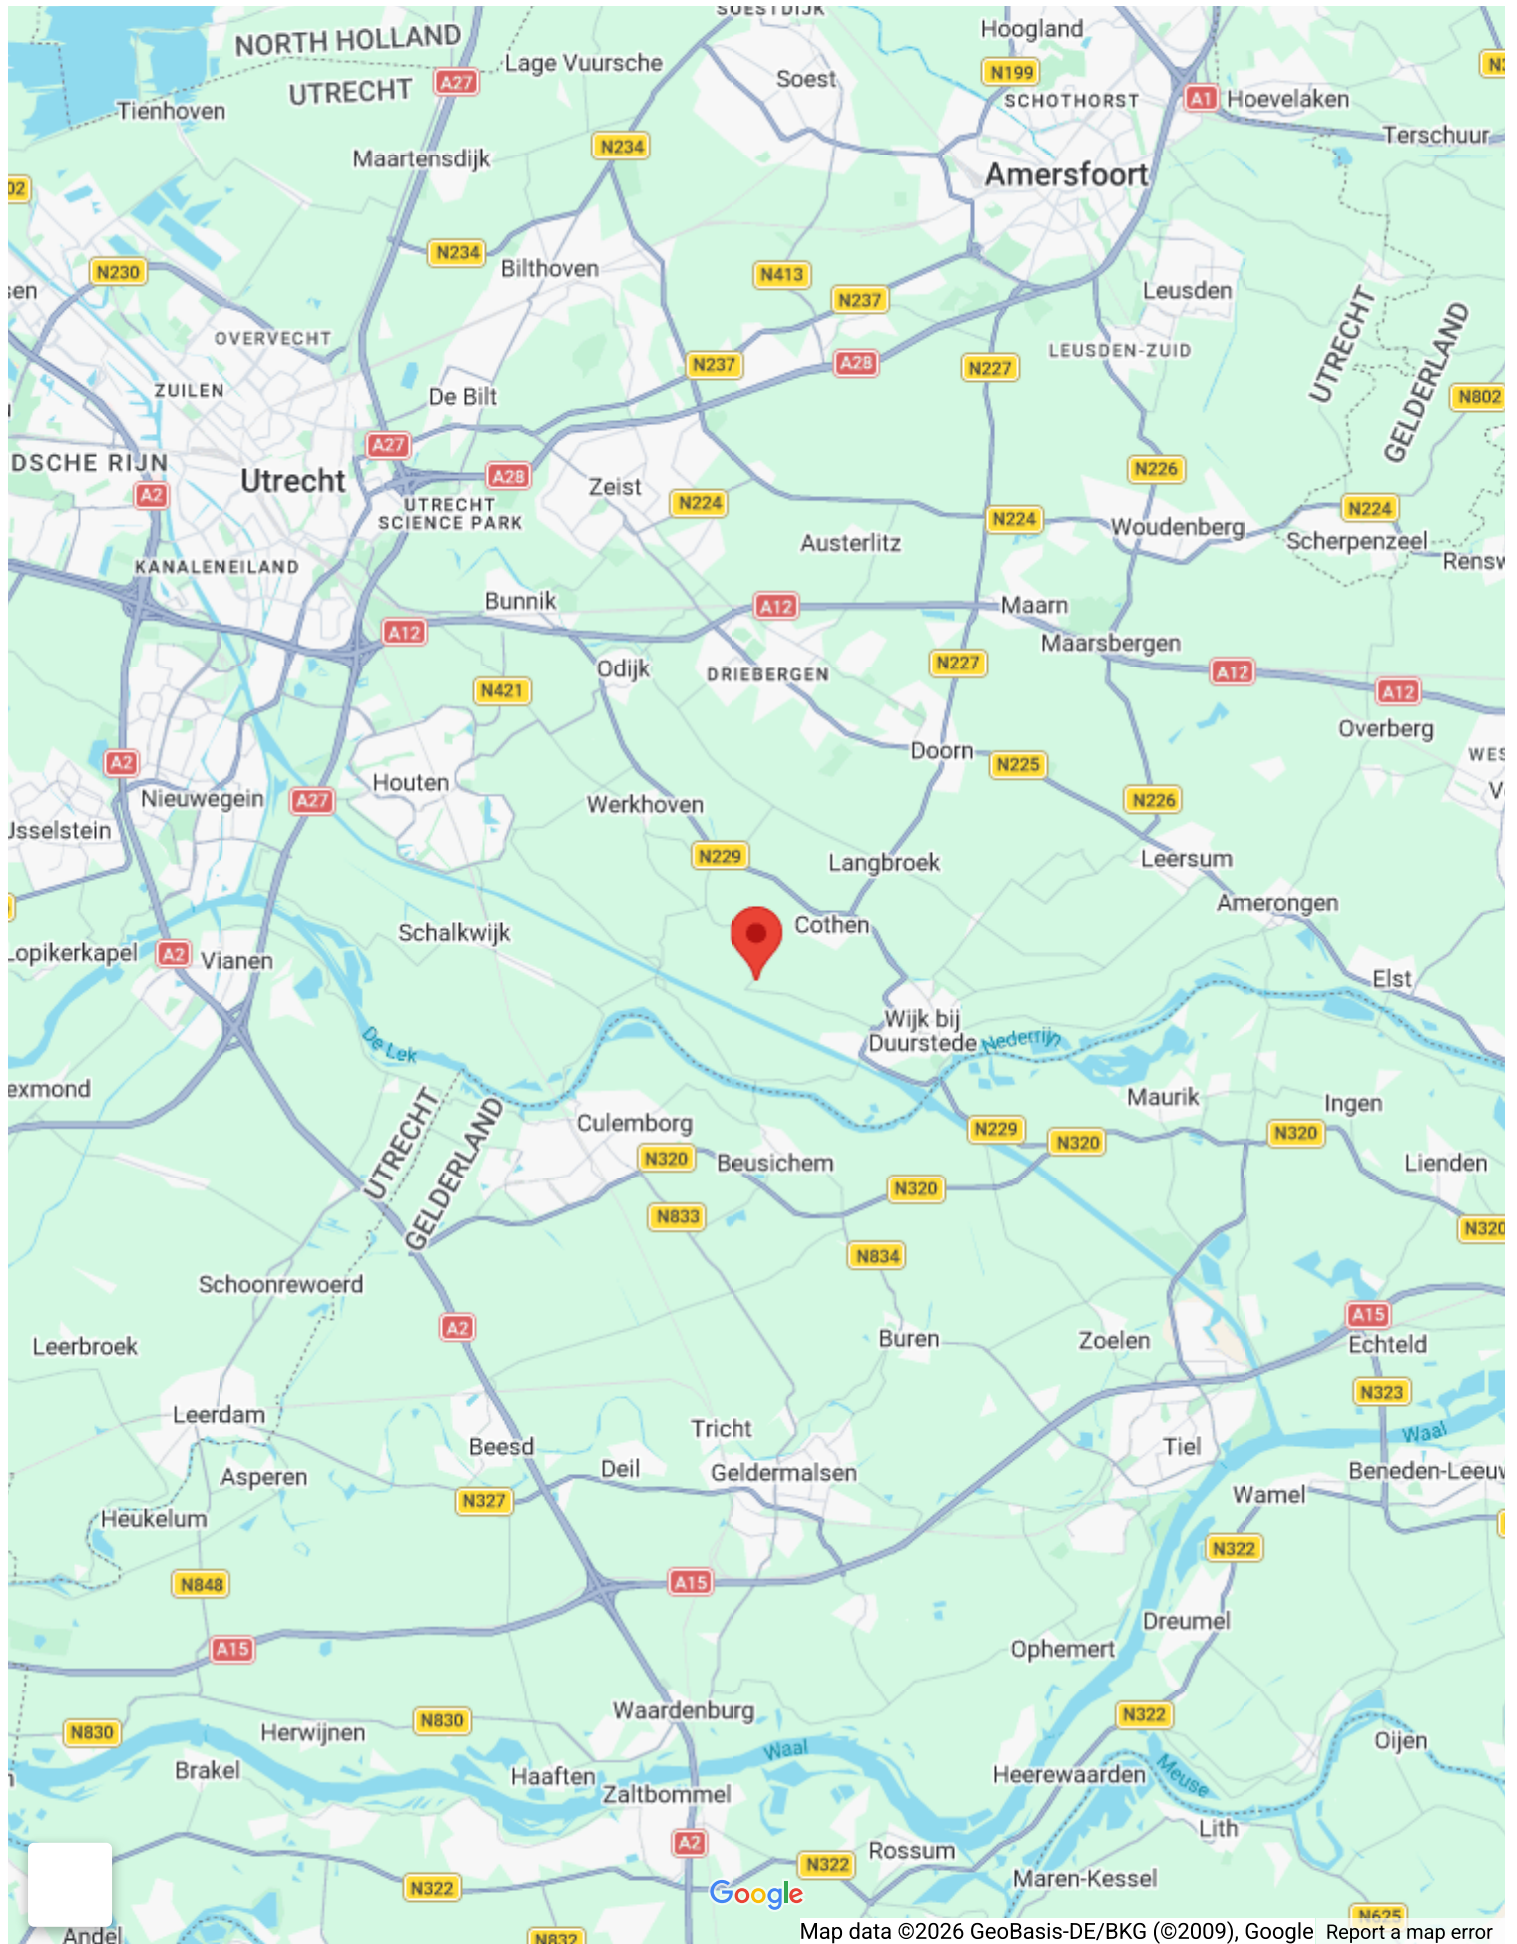 SOESTDIJK
Hoogland
NORTH HOLLAND
Lage Vuursche
N199
Soest
A27
UTRECHT
SCHOTHORST
A1
Hoevelaken
Tienhoven
Terschuur
N234
Maartensdijk
Amersfoort
N234
N230
Bilthoven
N413
Leusden
N237
OVERVECHT
UTRECHT
GELDERLAND
LEUSDEN-ZUID
N237
A28
N227
ZUILEN
De Bilt
N802
A27
DSCHE RIJN
Utrecht
A28
Zeist
N226
A2
UTRECHT
SCIENCE PARK
N224
N224
N224
Woudenberg
Austerlitz
Scherpenzeel
KANALENEILAND
Bunnik
A12
Maarn
A12
Maarsbergen
Odijk
N227
DRIEBERGEN
A12
N421
A12
Overberg
Doorn
A2
N225
Houten
Nieuwegein
A27
Werkhoven
N226
Jsselstein
N229
Langbroek
Leersum
Amerongen
Cothen
Schalkwijk
Lopikerkapel
A2
Vianen
Elst
Wijk bij
Duurstede
Nederrijn
De Lek
exmond
Maurik
Ingen
UTRECHT
GELDERLAND
Culemborg
N229
N320
N320
N320
Beusichem
Lienden
N320
N833
N320
N834
Schoonrewoerd
A2
A15
Buren
Zoelen
Leerbroek
Echteld
N323
Leerdam
Tricht
Waal
Beesd
Tiel
Deil
Geldermalsen
Asperen
Beneden-Leeuw
N327
Wamel
Heukelum
N322
N848
A15
Dreumel
A15
Ophemert
Waardenburg
N322
N830
N830
Herwijnen
Oijen
Waal
Brakel
Haaften
Heerewaarden
Meuse
Zaltbommel
Lith
A2
Rossum
N322
Maren-Kessel
N322
Google
N625
Andel
N832
Map data ©2026 GeoBasis-DE/BKG (©2009), Google
Report a map error